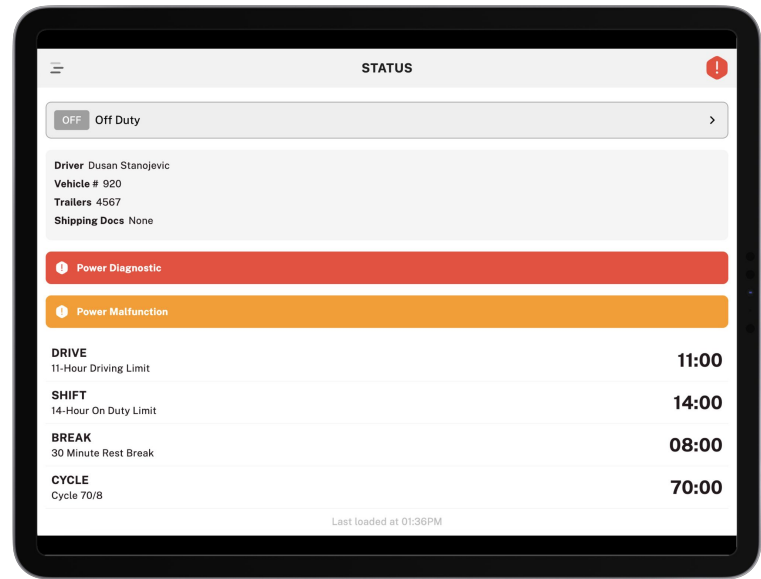 STATUS
OFF Off Duty
Driver Dusan Stanojevic
Vehicle # 920
Trailers 4567
Shipping Docs None
Power Diagnostic
Power Malfunction
DRIVE
11-Hour Driving Limit
11:00
SHIFT
14-Hour On Duty Limit
14:00
BREAK
30 Minute Rest Break
08:00
CYCLE
Cycle 70/8
70:00
Last loaded at 01:36PM